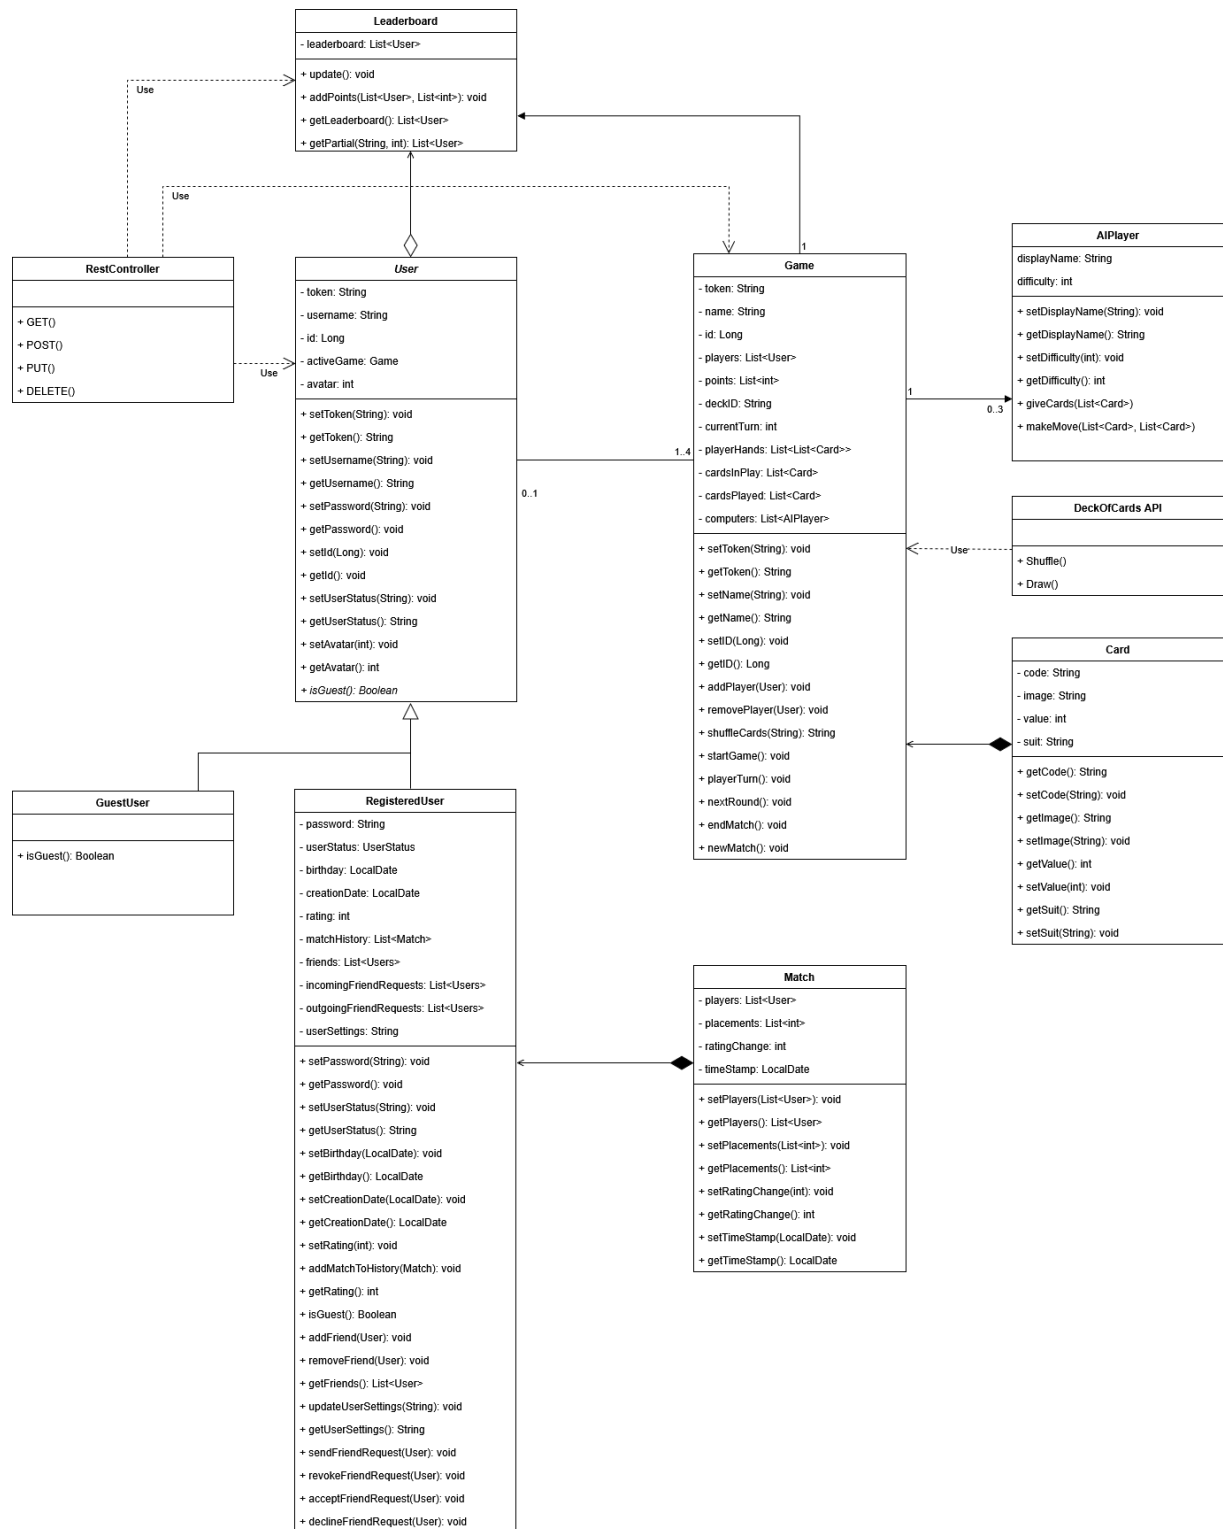 Leaderboard
- leaderboard: List<User>
+ update(): void
+ addPoints(List<User>, List<int>): void
+ getLeaderboard(): List<User>
+ getPartial(String, int): List<User>
Use
Use
RestController
+ GET()
+ POST()
+ PUT()
+ DELETE()
Use
User
- token: String
- username: String
- id: Long
- activeGame: Game
- avatar: int
+ setToken(String): void
+ getToken(): String
+ setUsername(String): void
+ getUsername(): String
+ setPassword(String): void
+ getPassword(): void
+ setId(Long): void
+ getId(): void
+ setUserStatus(String): void
+ getUserStatus(): String
+ setAvatar(int): void
+ getAvatar(): int
+ isGuest(): Boolean
0..1
1..4
1
Game
- token: String
- name: String
- id: Long
- players: List<User>
- points: List<int>
- deckID: String
- currentTurn: int
- playerHands: List<List<Card>>
- cardsInPlay: List<Card>
- cardsPlayed: List<Card>
- computers: List<AIPlayer>
+ setToken(String): void
+ getToken(): String
+ setName(String): void
+ getName(): String
+ setID(Long): void
+ getID(): Long
+ addPlayer(User): void
+ removePlayer(User): void
+ shuffleCards(String): String
+ startGame(): void
+ playerTurn(): void
+ nextRound(): void
+ endMatch(): void
+ newMatch(): void
1
0..3
AIPlayer
displayName: String
difficulty: int
+ setDisplayName(String): void
+ getDisplayName(): String
+ setDifficulty(int): void
+ getDifficulty(): int
+ giveCards(List<Card>)
+ makeMove(List<Card>, List<Card>)
Use
DeckOfCards API
+ Shuffle()
+ Draw()
Card
- code: String
- image: String
- value: int
- suit: String
+ getCode(): String
+ setCode(String): void
+ getImage(): String
+ setImage(String): void
+ getValue(): int
+ setValue(int): void
+ getSuit(): String
+ setSuit(String): void
GuestUser
+ isGuest(): Boolean
RegisteredUser
- password: String
- userStatus: UserStatus
- birthday: LocalDate
- creationDate: LocalDate
- rating: int
- matchHistory: List<Match>
- friends: List<Users>
- incomingFriendRequests: List<Users>
- outgoingFriendRequests: List<Users>
- userSettings: String
+ setPassword(String): void
+ getPassword(): void
+ setUserStatus(String): void
+ getUserStatus(): String
+ setBirthday(LocalDate): void
+ getBirthday(): LocalDate
+ setCreationDate(LocalDate): void
+ getCreationDate(): LocalDate
+ setRating(int): void
+ addMatchToHistory(Match): void
+ getRating(): int
+ isGuest(): Boolean
+ addFriend(User): void
+ removeFriend(User): void
+ getFriends(): List<User>
+ updateUserSettings(String): void
+ getUserSettings(): String
+ sendFriendRequest(User): void
+ revokeFriendRequest(User): void
+ acceptFriendRequest(User): void
+ declineFriendRequest(User): void
Match
- players: List<User>
- placements: List<int>
- ratingChange: int
- timeStamp: LocalDate
+ setPlayers(List<User>): void
+ getPlayers(): List<User>
+ setPlacements(List<int>): void
+ getPlacements(): List<int>
+ setRatingChange(int): void
+ getRatingChange(): int
+ setTimeStamp(LocalDate): void
+ getTimeStamp(): LocalDate